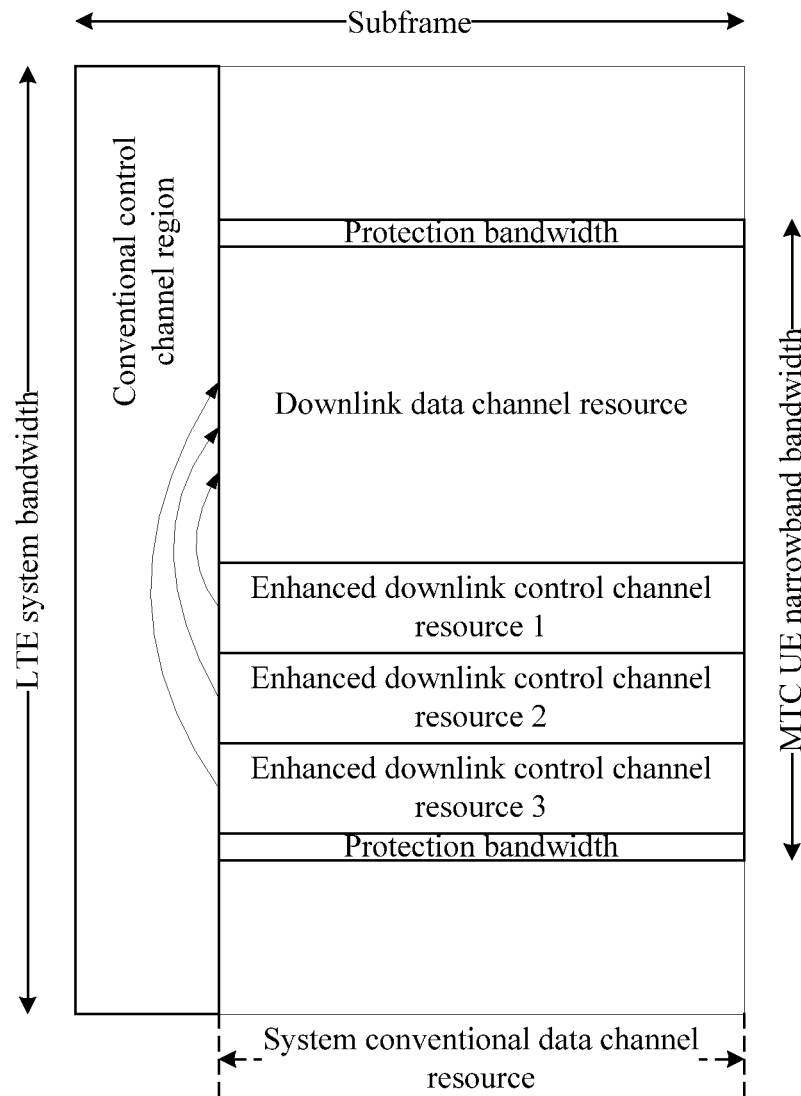 Subframe
LTE system bandwidth
Conventional control
channel region
Protection bandwidth
Downlink data channel resource
Enhanced downlink control channel
resource 1
Enhanced downlink control channel
resource 2
Enhanced downlink control channel
resource 3
Protection bandwidth
MTC UE narrowband bandwidth
System conventional data channel
resource